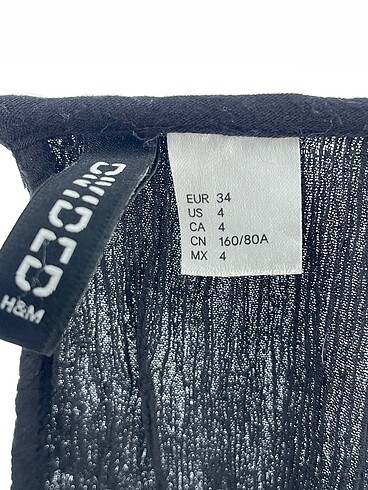 DIVIDED
H&M
EUR 34
US 4
CA 4
CN 160/80A
MX 4